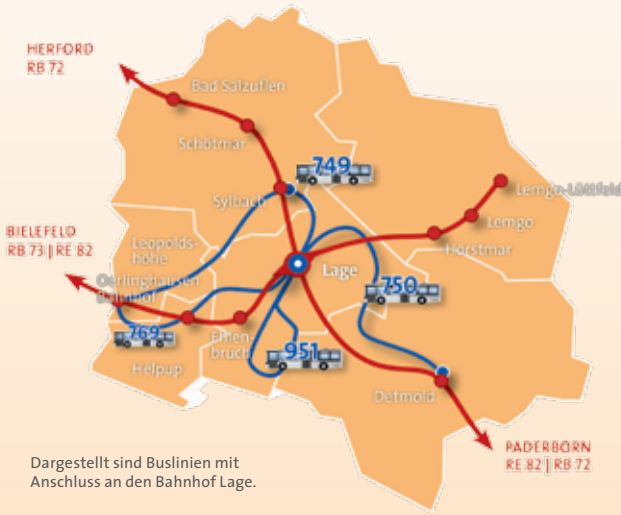 HERFORD
RB 72
Bad Salzuflen
Schötmar
749
Sylbach
Lemgo-Lüttfeld
Lemgo
Hörstmar
BIELEFELD
RB 73 | RE 82
Leopolds-
höhe
Oerlinghausen
Bahnhof
Lage
750
769
Ehlen-
bruch
951
Helpup
Detmold
PADERBORN
RE 82 | RB 72
Dargestellt sind Buslinien mit
Anschluss an den Bahnhof Lage.